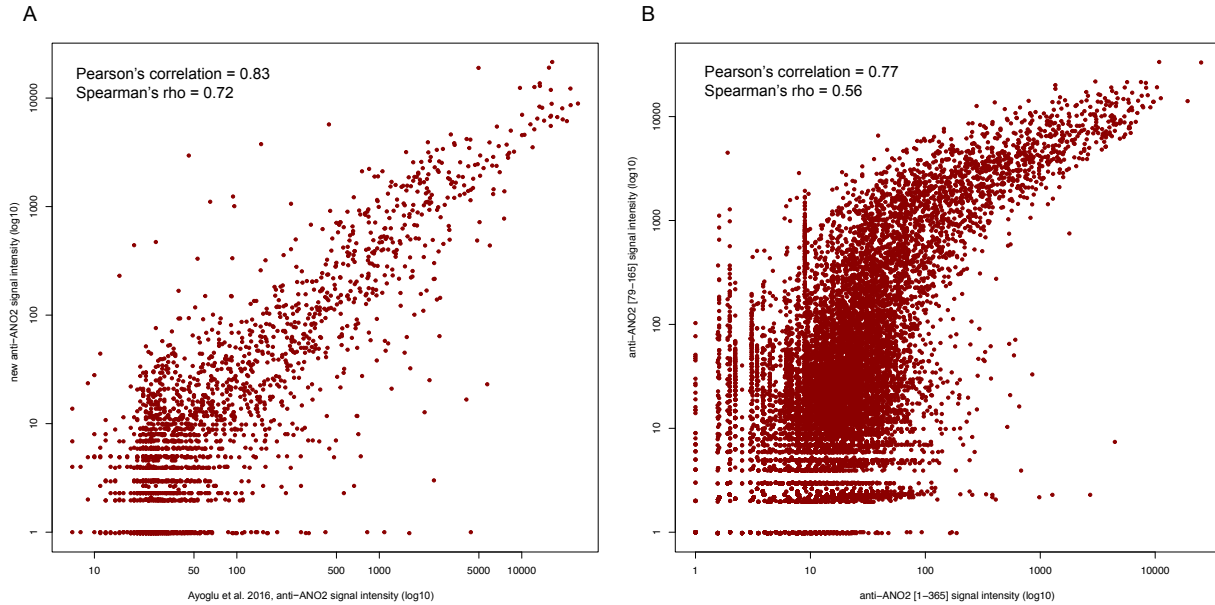 A
Pearson's correlation = 0.83
Spearman's rho = 0.72
new anti−ANO2 signal intensity (log10)
10000
1000
100
10
1
10
50
100
500
1000
5000
10000
Ayoglu et al. 2016, anti−ANO2 signal intensity (log10)
B
Pearson's correlation = 0.77
Spearman's rho = 0.56
anti−ANO2 [79−165] signal intensity (log10)
10000
1000
100
10
1
1
10
100
1000
10000
anti−ANO2 [1−365] signal intensity (log10)